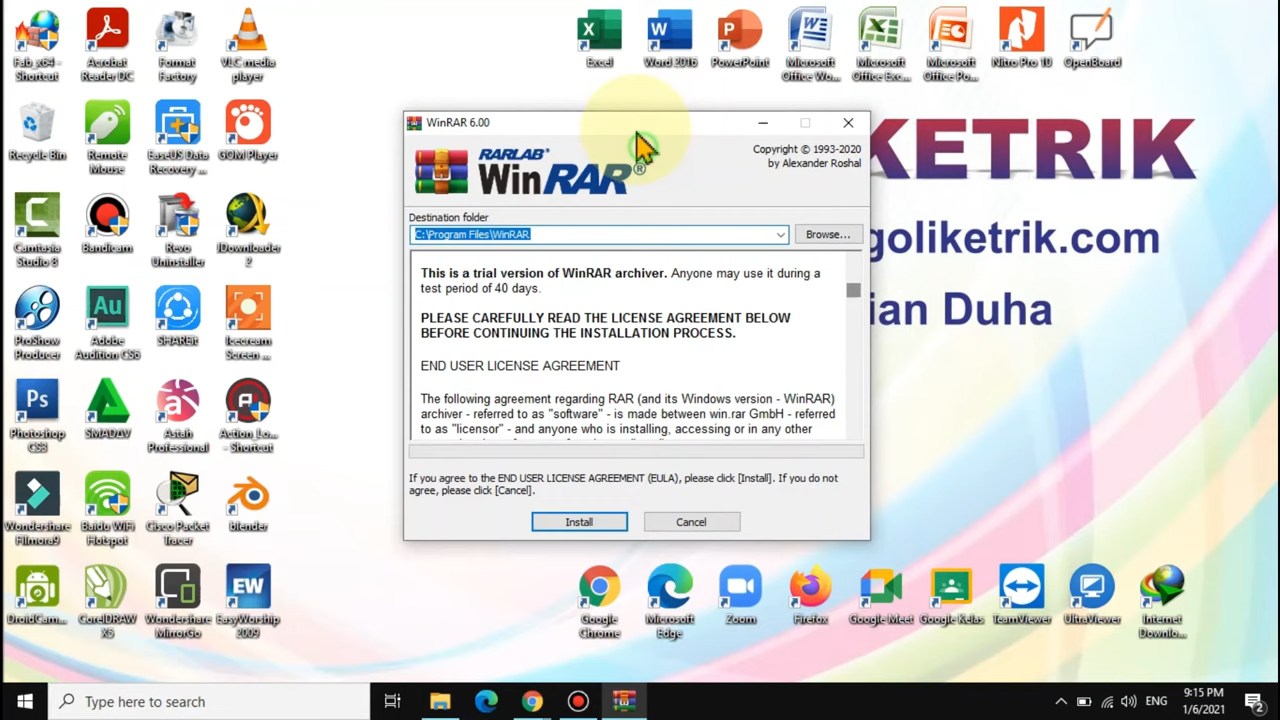 Fab_x64 -
Shortcut
Acrobat
Reader DC
Format
Factory
VLC media
player
Excel
Word 2016
PowerPoint
Microsoft
Office Wo...
Microsoft
Office Exc...
Microsoft
Office Po...
Nitro Pro 10
OpenBoard
Recycle Bin
Remote
Mouse
EaseUS Data
Recovery ...
GOM Player
Camtasia
Studio 8
Bandicam
Revo
Uninstaller
IDownloader
2
ProShow
Producer
Au
Adobe
Audition CS6
SHAREit
Icecream
Screen ...
Ps
Photoshop
CS3
SMADAV
Astah
Professional
Action_Lo...
- Shortcut
Wondershare
Filmora9
Baidu WiFi
Hotspot
Cisco Packet
Tracer
blender
DroidCam...
CorelDRAW
X5
Wondershare
MirrorGo
EW
EasyWorship
2009
WinRAR 6.00
RARLAB®
WinRAR®
Copyright © 1993-2020
by Alexander Roshal
Destination folder
C:\Program Files\WinRAR
Browse...
This is a trial version of WinRAR archiver. Anyone may use it during a
test period of 40 days.
PLEASE CAREFULLY READ THE LICENSE AGREEMENT BELOW
BEFORE CONTINUING THE INSTALLATION PROCESS.
END USER LICENSE AGREEMENT
The following agreement regarding RAR (and its Windows version - WinRAR)
archiver - referred to as "software" - is made between win.rar GmbH - referred
to as "licensor" - and anyone who is installing, accessing or in any other
If you agree to the END USER LICENSE AGREEMENT (EULA), please click [Install]. If you do not
agree, please click [Cancel].
Install
Cancel
KETRIK
goliketrik.com
ian Duha
Google
Chrome
Microsoft
Edge
Zoom
Firefox
Google Meet
Google Kelas
TeamViewer
UltraViewer
Internet
Downlo...
Type here to search
ENG
9:15 PM
1/6/2021
2